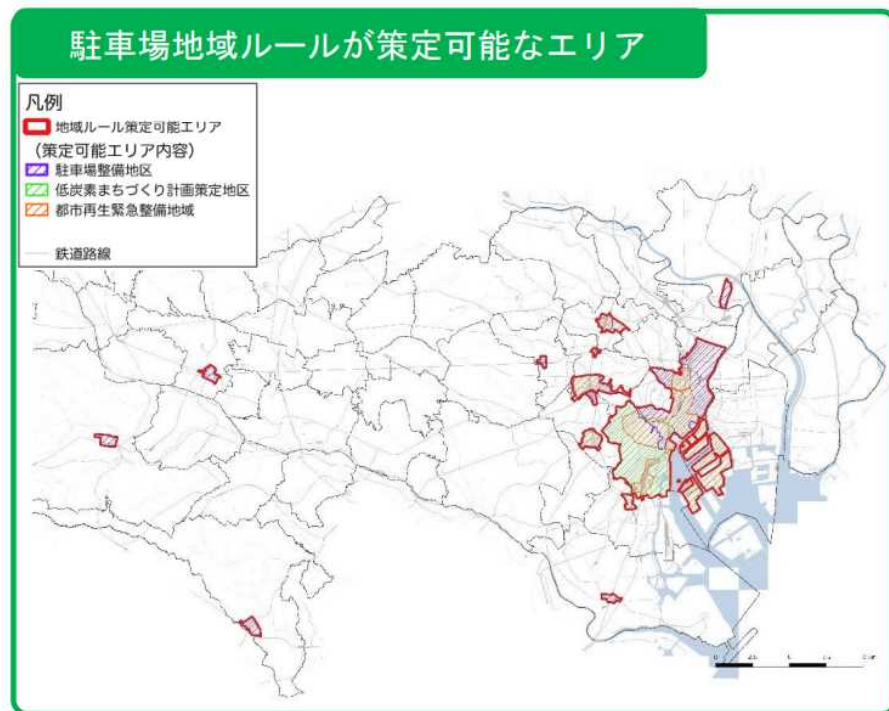 駐車場地域ルールが策定可能なエリア
凡例
地域ルール策定可能エリア
(策定可能エリア内容)
駐車場整備地区
低炭素まちづくり計画策定地区
都市再生緊急整備地域
鉄道路線